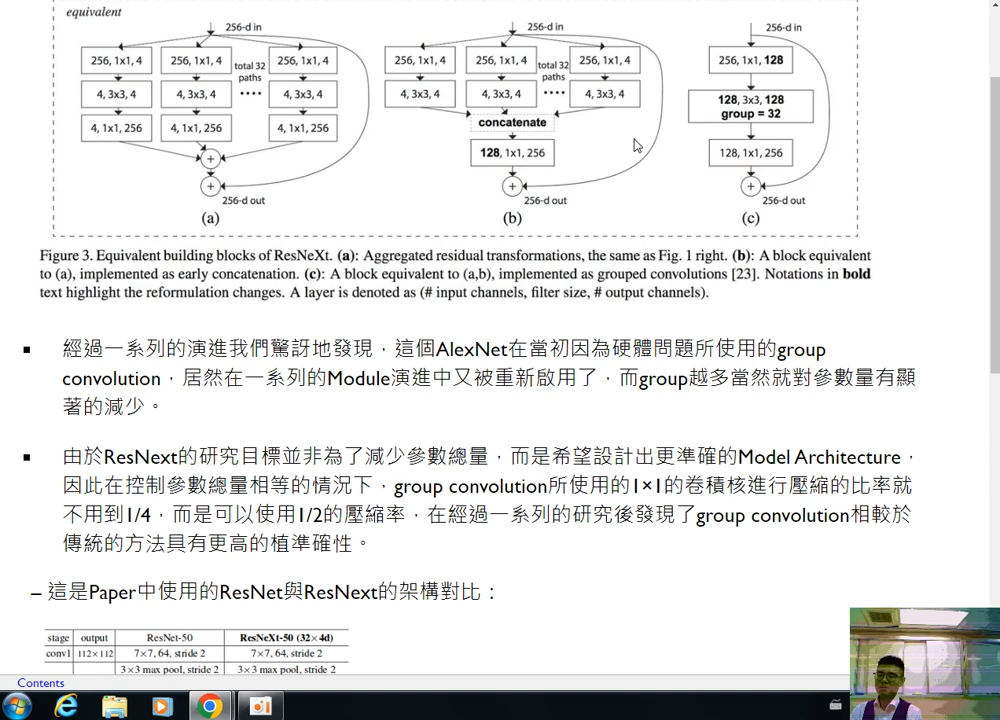 equivalent
256-d in
256-d in
256-d in
256, 1x1, 4
256, 1x1, 4
total 32
paths
256, 1x1, 4
256, 1x1, 4
256, 1x1, 4
total 32
paths
256, 1x1, 4
256, 1x1, 128
4, 3x3, 4
4, 3x3, 4
....
4, 3x3, 4
4, 3x3, 4
4, 3x3, 4
....
4, 3x3, 4
128, 3x3, 128
group = 32
4, 1x1, 256
4, 1x1, 256
4, 1x1, 256
concatenate
128, 1x1, 256
128, 1x1, 256
+
+
+
+
256-d out
256-d out
256-d out
(a)
(b)
(c)
Figure 3. Equivalent building blocks of ResNeXt. (a): Aggregated residual transformations, the same as Fig. 1 right. (b): A block equivalent
to (a), implemented as early concatenation. (c): A block equivalent to (a,b), implemented as grouped convolutions [23]. Notations in bold
text highlight the reformulation changes. A layer is denoted as (# input channels, filter size, # output channels).
▪ 經過一系列的演進我們驚訝地發現，這個AlexNet在當初因為硬體問題所使用的group
convolution，居然在一系列的Module演進中又被重新啟用了，而group越多當然就對參數量有顯
著的減少。
▪ 由於ResNext的研究目標並非為了減少參數總量，而是希望設計出更準確的Model Architecture，
因此在控制參數總量相等的情況下，group convolution所使用的1×1的卷積核進行壓縮的比率就
不用到1/4，而是可以使用1/2的壓縮率，在經過一系列的研究後發現了group convolution相較於
傳統的方法具有更高的植準確性。
– 這是Paper中使用的ResNet與ResNext的架構對比：
stage output ResNet-50 ResNeXt-50 (32×4d)
conv1 112×112 7×7, 64, stride 2 7×7, 64, stride 2
3×3 max pool, stride 2 3×3 max pool, stride 2
Contents